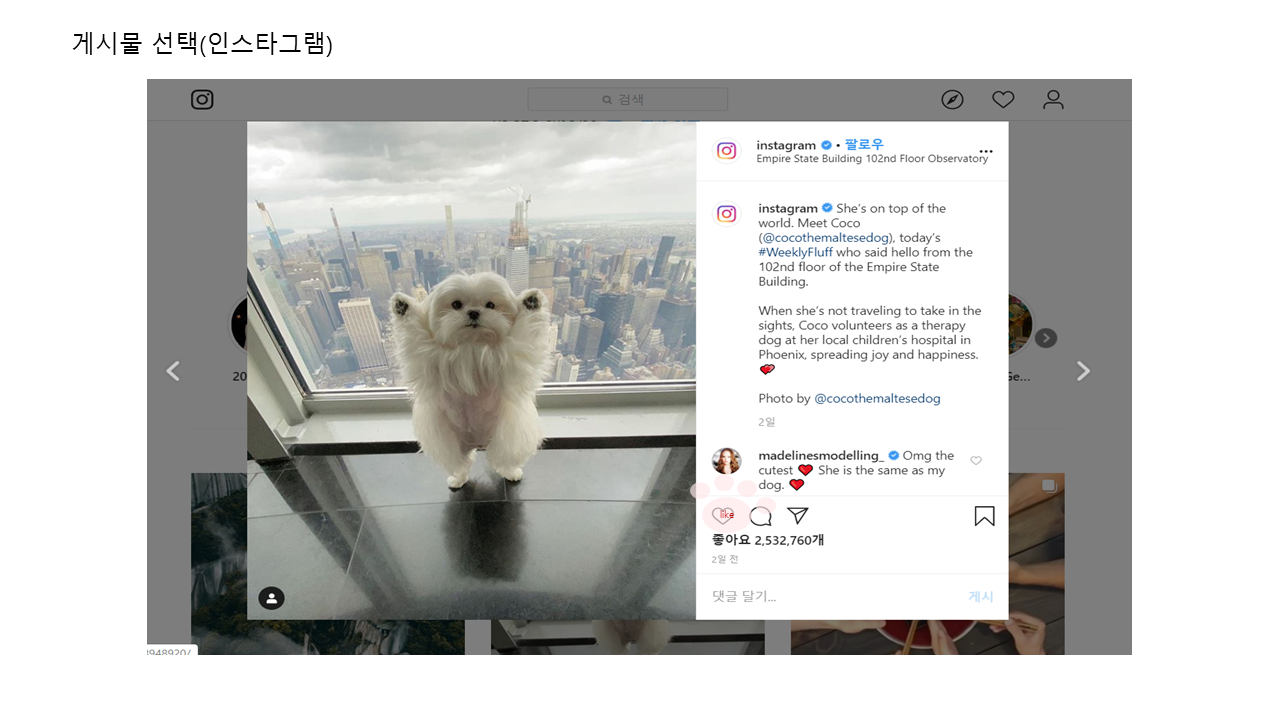 게시물 선택(인스타그램)
검색
instagram • 팔로우
Empire State Building 102nd Floor Observatory
instagram She's on top of the
world. Meet Coco
(@cocothemaltesedog), today's
#WeeklyFluff who said hello from the
102nd floor of the Empire State
Building.
When she's not traveling to take in the
sights, Coco volunteers as a therapy
dog at her local children's hospital in
Phoenix, spreading joy and happiness.
Photo by @cocothemaltesedog
2일
madelinesmodelling_ Omg the
cutest She is the same as my
dog.
like
좋아요 2,532,760개
2일 전
댓글 달기...
게시
20
Ge...
948920/